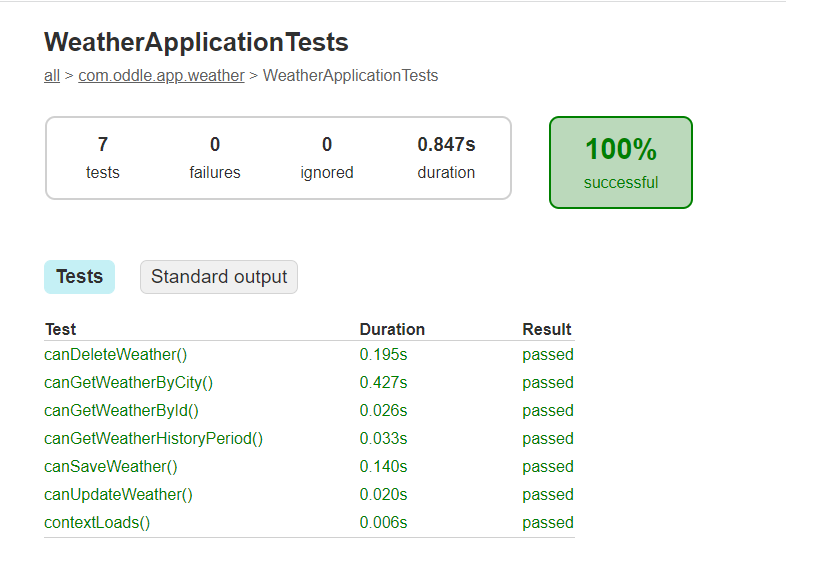 WeatherApplicationTests
all > com.oddle.app.weather > WeatherApplicationTests
7 0 0 0.847s
tests failures ignored duration
100%
successful
Tests Standard output
Test Duration Result
canDeleteWeather() 0.195s passed
canGetWeatherByCity() 0.427s passed
canGetWeatherById() 0.026s passed
canGetWeatherHistoryPeriod() 0.033s passed
canSaveWeather() 0.140s passed
canUpdateWeather() 0.020s passed
contextLoads() 0.006s passed